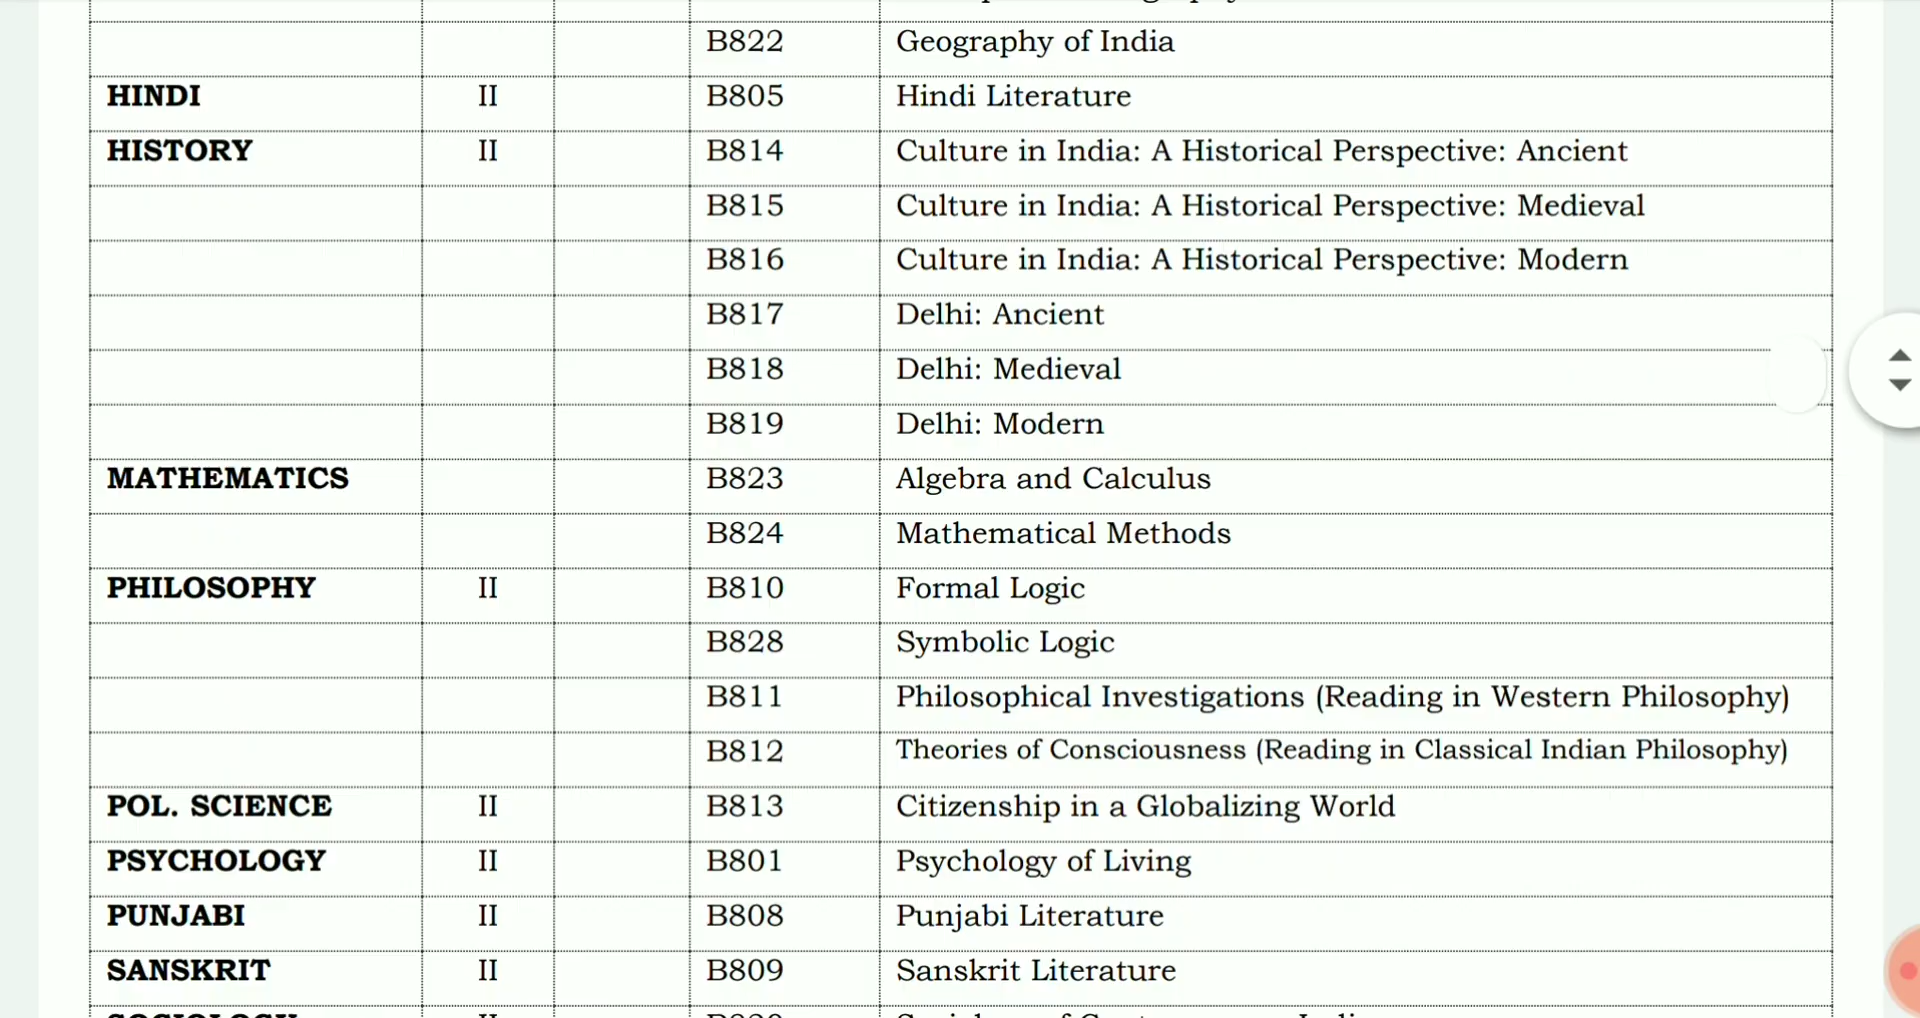 B822 Geography of India
HINDI II B805 Hindi Literature
HISTORY II B814 Culture in India: A Historical Perspective: Ancient
B815 Culture in India: A Historical Perspective: Medieval
B816 Culture in India: A Historical Perspective: Modern
B817 Delhi: Ancient
B818 Delhi: Medieval
B819 Delhi: Modern
MATHEMATICS B823 Algebra and Calculus
B824 Mathematical Methods
PHILOSOPHY II B810 Formal Logic
B828 Symbolic Logic
B811 Philosophical Investigations (Reading in Western Philosophy)
B812 Theories of Consciousness (Reading in Classical Indian Philosophy)
POL. SCIENCE II B813 Citizenship in a Globalizing World
PSYCHOLOGY II B801 Psychology of Living
PUNJABI II B808 Punjabi Literature
SANSKRIT II B809 Sanskrit Literature